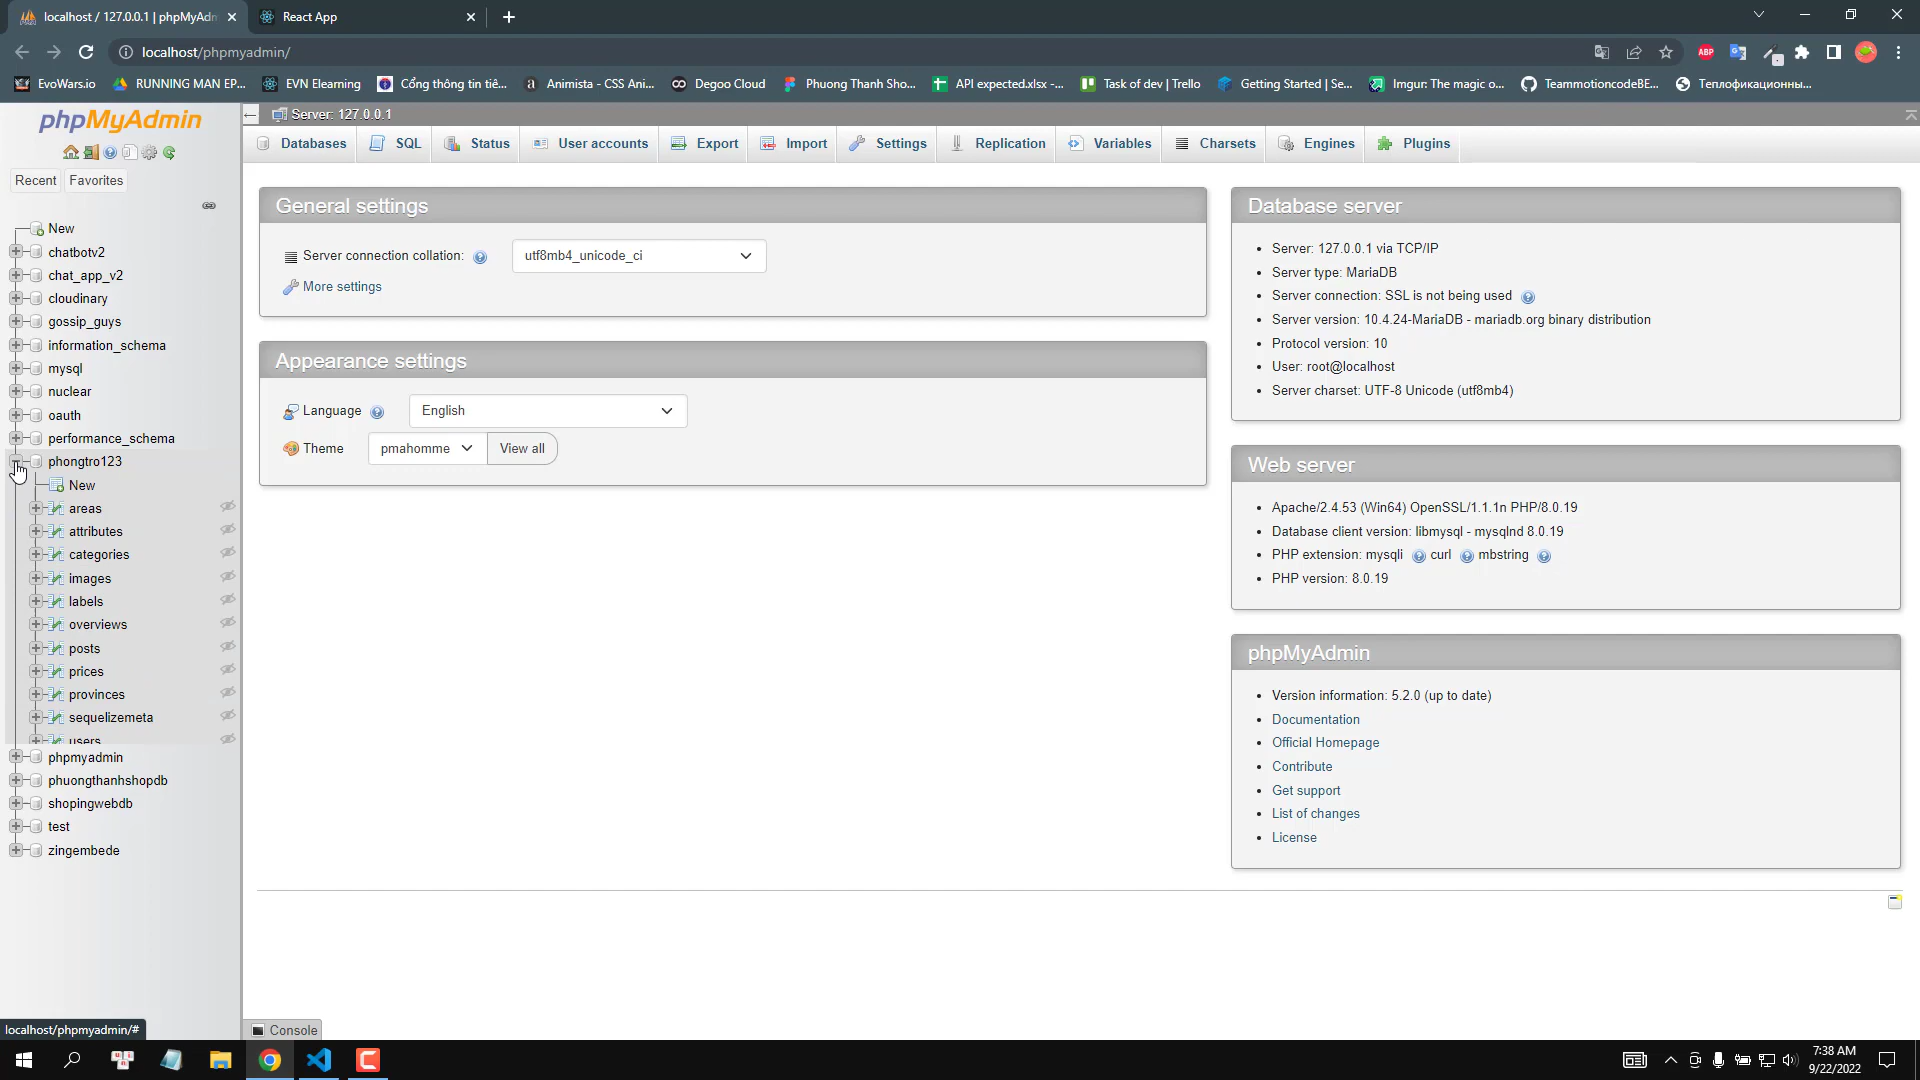 localhost / 127.0.0.1 | phpMyAdm
React App
localhost/phpmyadmin/
ABP
EvoWars.io
RUNNING MAN EP...
EVN Elearning
Cổng thông tin tiê...
Animista - CSS Ani...
Degoo Cloud
Phuong Thanh Sho...
API expected.xlsx -...
Task of dev | Trello
Getting Started | Se...
Imgur: The magic o...
TeammotioncodeBE...
Теплофикационны...
phpMyAdmin
Recent
Favorites
New
chatbotv2
chat_app_v2
cloudinary
gossip_guys
information_schema
mysql
nuclear
oauth
performance_schema
phongtro123
New
areas
attributes
categories
images
labels
overviews
posts
prices
provinces
sequelizemeta
users
phpmyadmin
phuongthanhshopdb
shopingwebdb
test
zingembede
localhost/phpmyadmin/#
Server: 127.0.0.1
Databases
SQL
Status
User accounts
Export
Import
Settings
Replication
Variables
Charsets
Engines
Plugins
General settings
Server connection collation:
utf8mb4_unicode_ci
More settings
Appearance settings
Language
English
Theme
pmahomme
View all
Database server
Server: 127.0.0.1 via TCP/IP
Server type: MariaDB
Server connection: SSL is not being used
Server version: 10.4.24-MariaDB - mariadb.org binary distribution
Protocol version: 10
User: root@localhost
Server charset: UTF-8 Unicode (utf8mb4)
Web server
Apache/2.4.53 (Win64) OpenSSL/1.1.1n PHP/8.0.19
Database client version: libmysql - mysqlnd 8.0.19
PHP extension: mysqli curl mbstring
PHP version: 8.0.19
phpMyAdmin
Version information: 5.2.0 (up to date)
Documentation
Official Homepage
Contribute
Get support
List of changes
License
Console
7:38 AM
9/22/2022